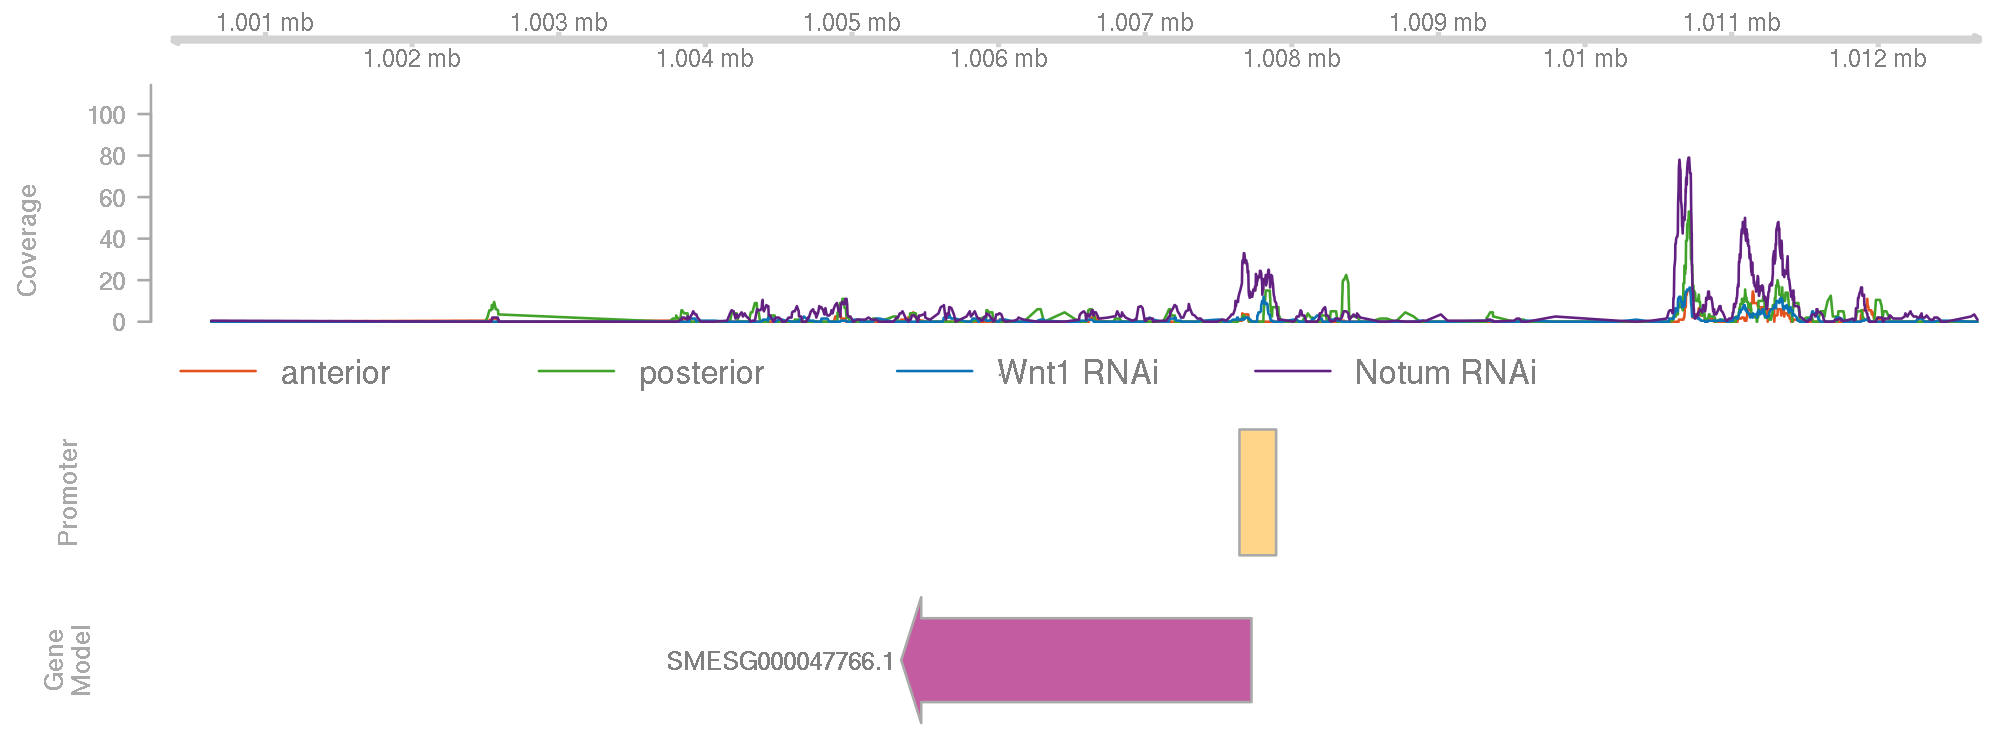 1.001 mb 1.003 mb 1.005 mb 1.007 mb 1.009 mb 1.011 mb
1.002 mb 1.004 mb 1.006 mb 1.008 mb 1.01 mb 1.012 mb
Coverage
100
80
60
40
20
0
anterior posterior Wnt1 RNAi Notum RNAi
Promoter
Gene
Model
SMESG000047766.1